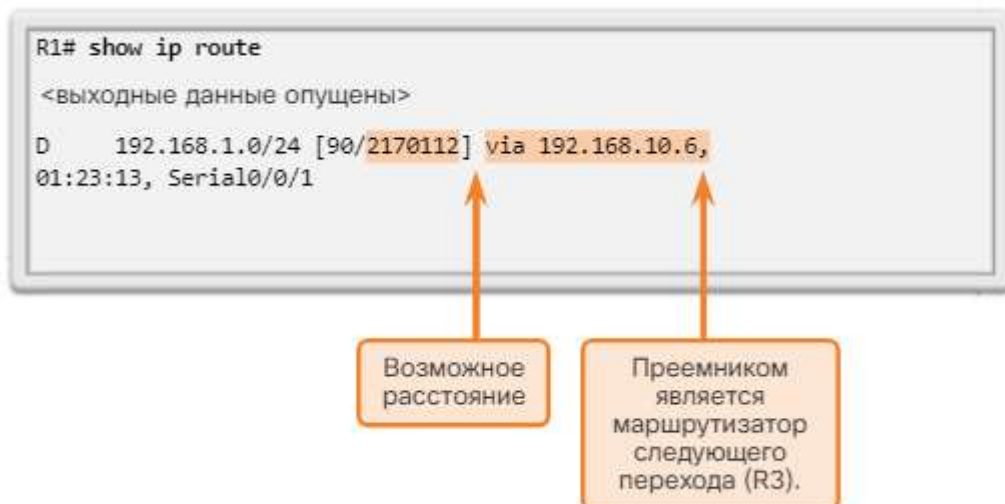 R1# show ip route
<выходные данные опущены>
D 192.168.1.0/24 [90/2170112] via 192.168.10.6,
01:23:13, Serial0/0/1
Возможное
расстояние
Преемником
является
маршрутизатор
следующего
перехода (R3).